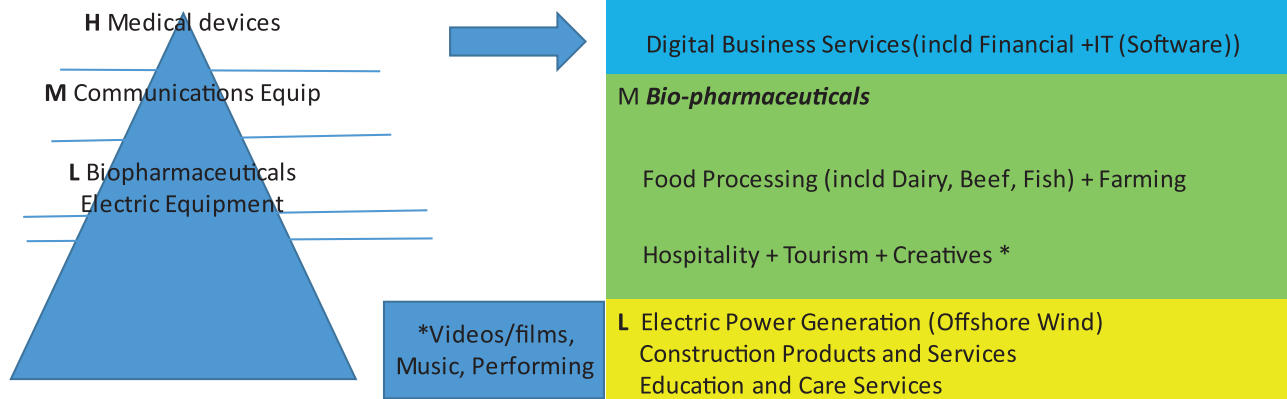 H Medical devices
M Communications Equip
L Biopharmaceuticals
Electric Equipment
*Videos/films,
Music, Performing
Digital Business Services(incld Financial +IT (Software))
M Bio-pharmaceuticals
Food Processing (incld Dairy, Beef, Fish) + Farming
Hospitality + Tourism + Creatives *
L Electric Power Generation (Offshore Wind)
Construction Products and Services
Education and Care Services